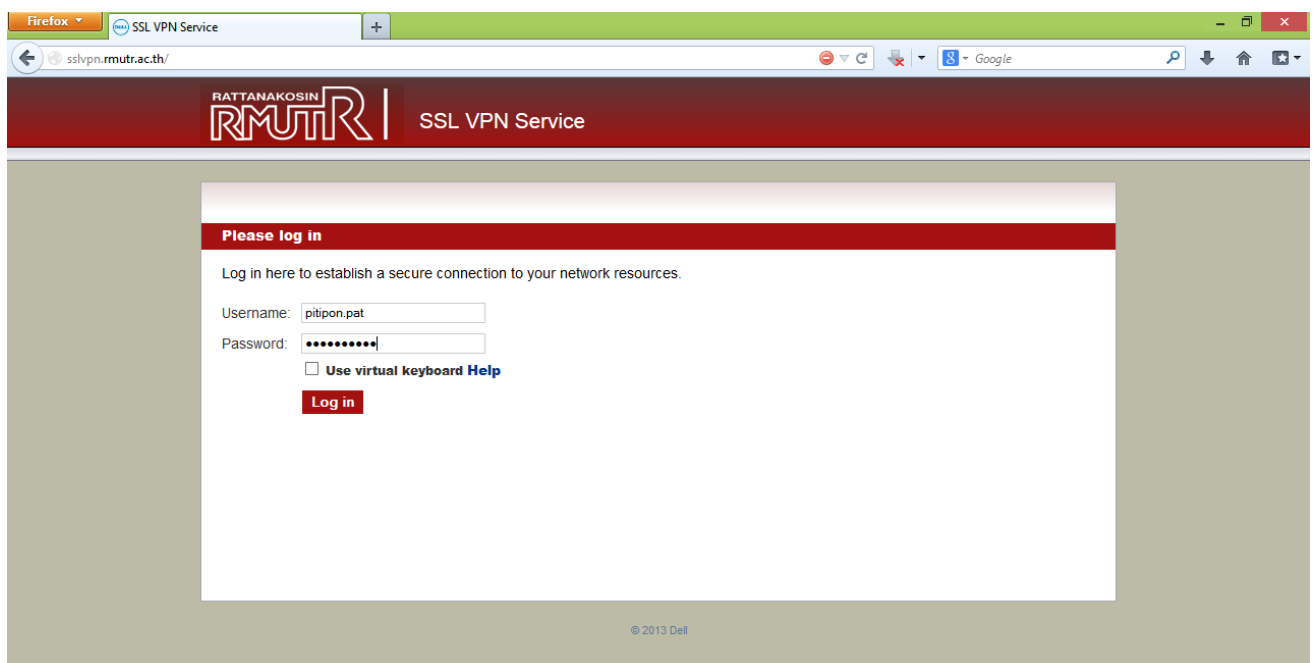 Firefox
DELL SSL VPN Service
sslvpn.rmutr.ac.th/
8 Google
RATTANAKOSIN
RMUTR
SSL VPN Service
Please log in
Log in here to establish a secure connection to your network resources.
Username: pitipon.pat
Password: ••••••••••
Use virtual keyboard Help
Log in
© 2013 Dell